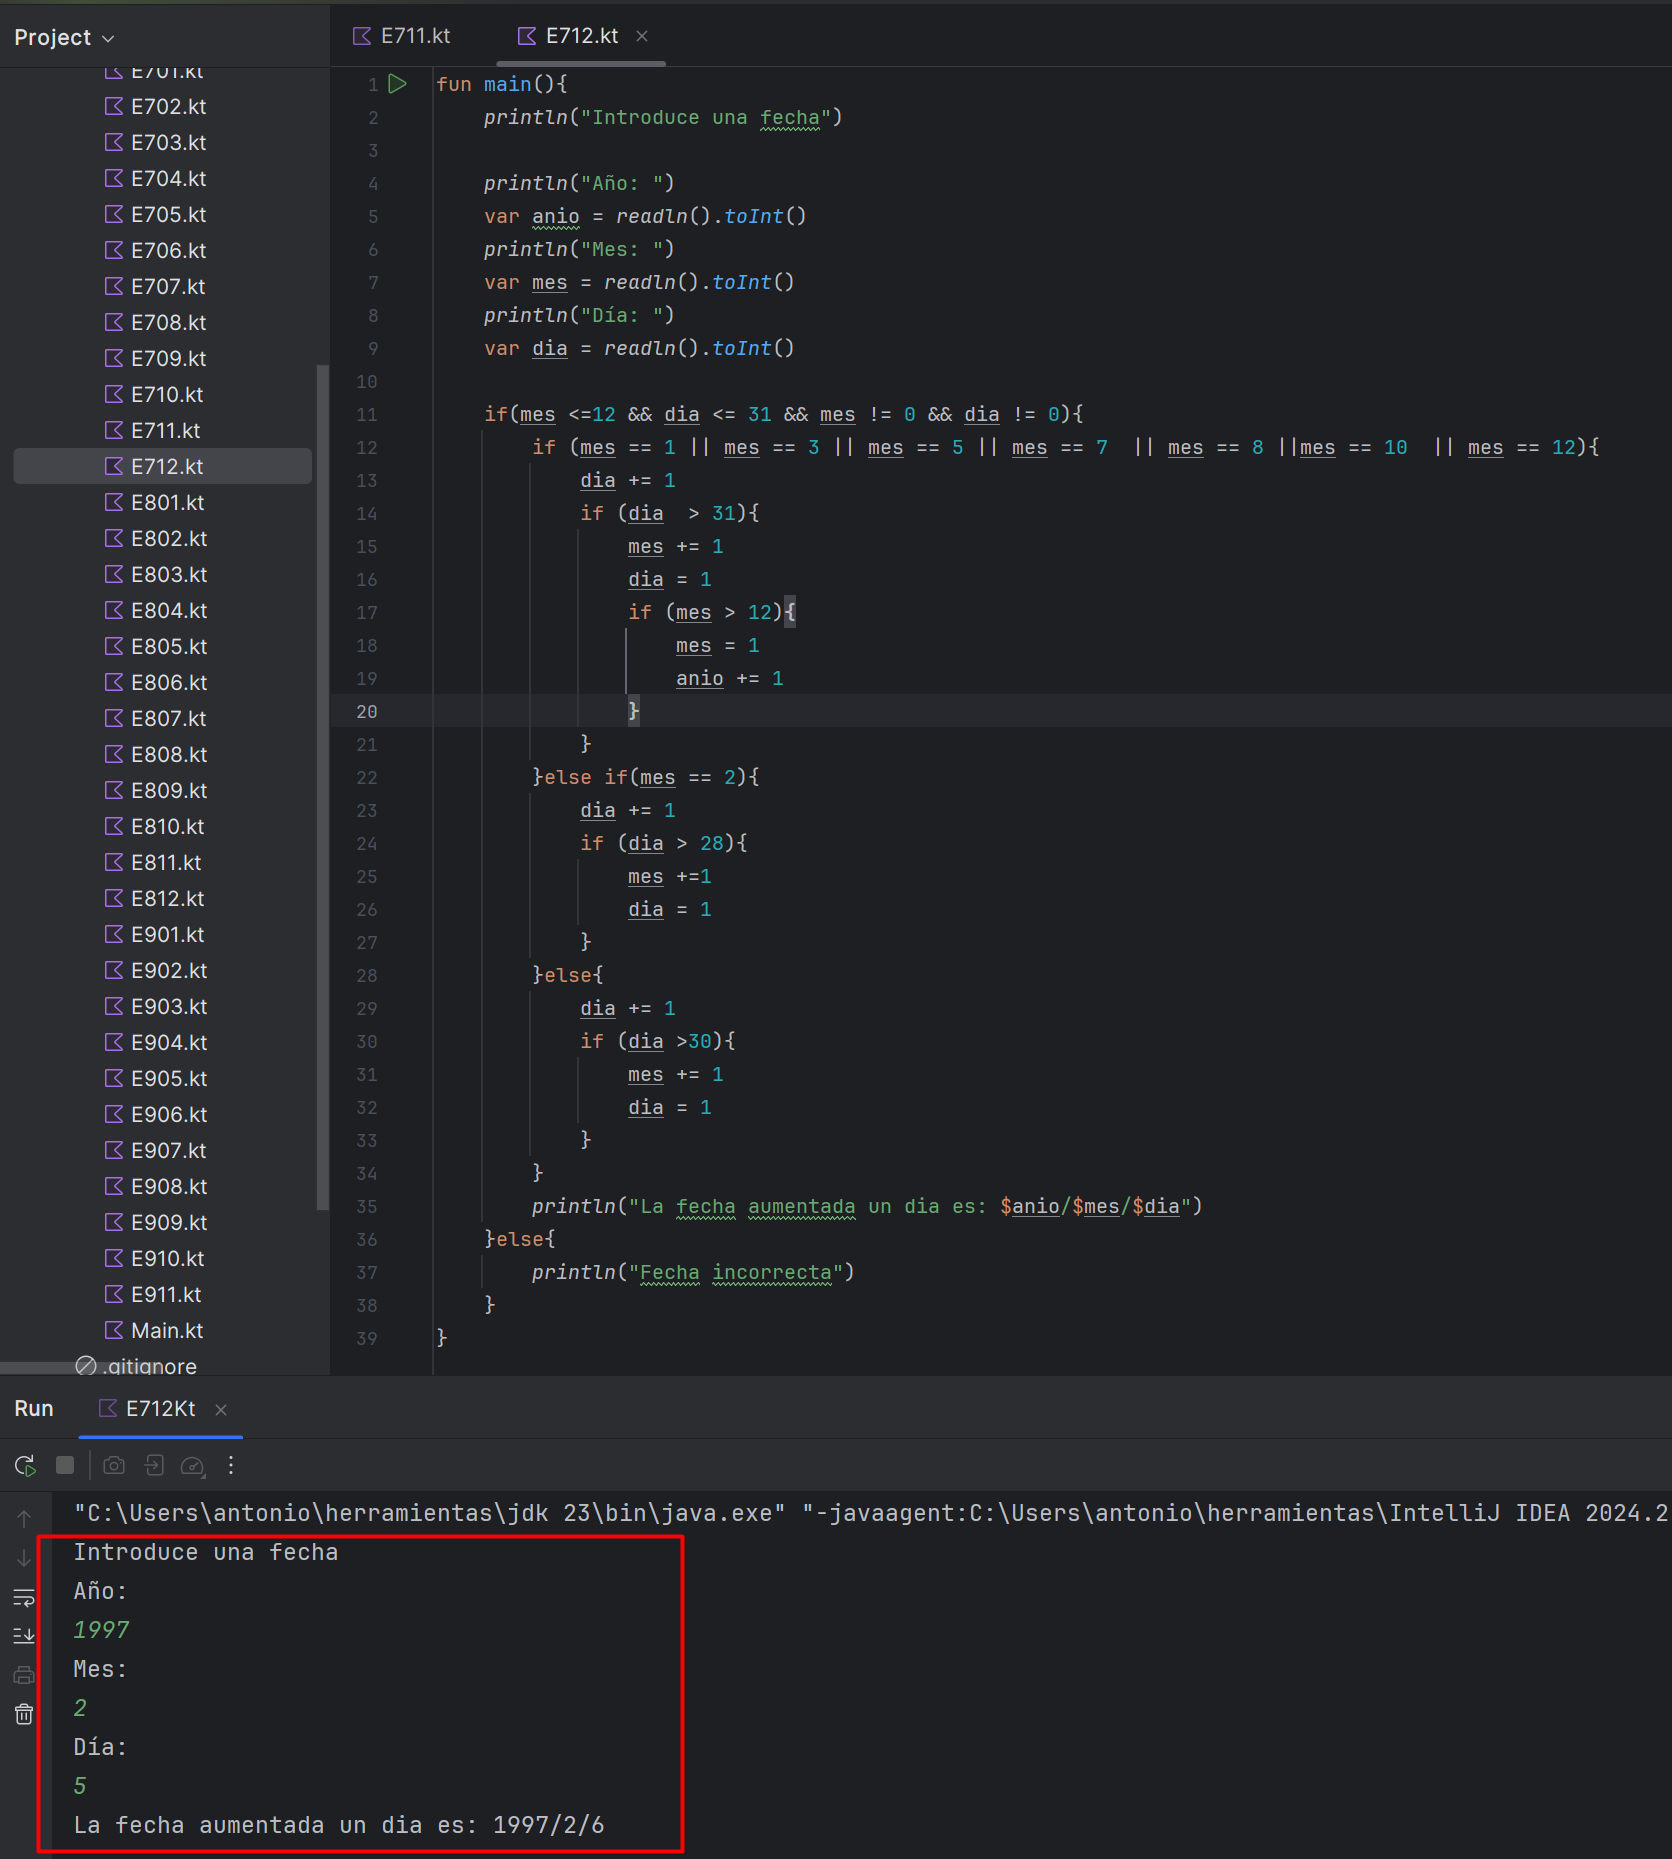 Project
E701.kt
E702.kt
E703.kt
E704.kt
E705.kt
E706.kt
E707.kt
E708.kt
E709.kt
E710.kt
E711.kt
E712.kt
E801.kt
E802.kt
E803.kt
E804.kt
E805.kt
E806.kt
E807.kt
E808.kt
E809.kt
E810.kt
E811.kt
E812.kt
E901.kt
E902.kt
E903.kt
E904.kt
E905.kt
E906.kt
E907.kt
E908.kt
E909.kt
E910.kt
E911.kt
Main.kt
.gitignore
E711.kt E712.kt
1 fun main(){
2     println("Introduce una fecha")
3
4     println("Año: ")
5     var anio = readln().toInt()
6     println("Mes: ")
7     var mes = readln().toInt()
8     println("Día: ")
9     var dia = readln().toInt()
10
11     if(mes <=12 && dia <= 31 && mes != 0 && dia != 0){
12         if (mes == 1 || mes == 3 || mes == 5 || mes == 7  || mes == 8 ||mes == 10  || mes == 12){
13             dia += 1
14             if (dia  > 31){
15                 mes += 1
16                 dia = 1
17                 if (mes > 12){
18                     mes = 1
19                     anio += 1
20                 }
21             }
22         }else if(mes == 2){
23             dia += 1
24             if (dia > 28){
25                 mes +=1
26                 dia = 1
27             }
28         }else{
29             dia += 1
30             if (dia >30){
31                 mes += 1
32                 dia = 1
33             }
34         }
35         println("La fecha aumentada un dia es: $anio/$mes/$dia")
36     }else{
37         println("Fecha incorrecta")
38     }
39 }
Run E712Kt
"C:\Users\antonio\herramientas\jdk 23\bin\java.exe" "-javaagent:C:\Users\antonio\herramientas\IntelliJ IDEA 2024.2
Introduce una fecha
Año:
1997
Mes:
2
Día:
5
La fecha aumentada un dia es: 1997/2/6